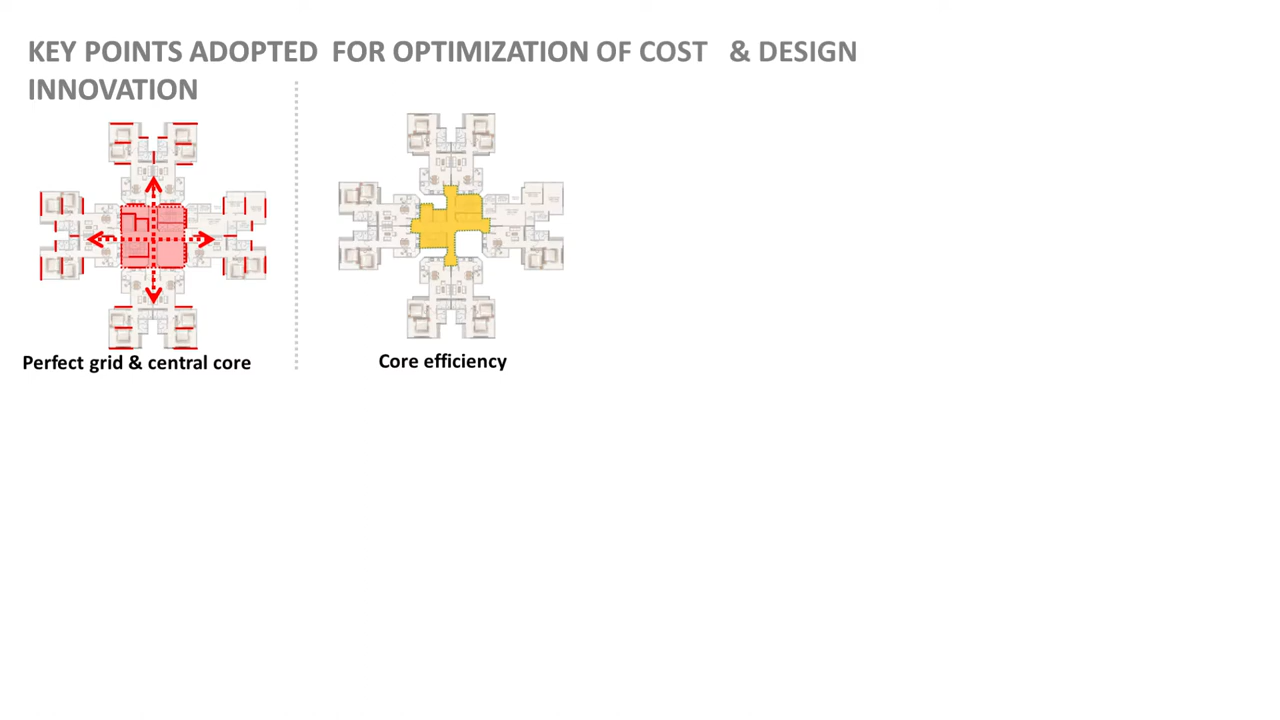 KEY POINTS ADOPTED FOR OPTIMIZATION OF COST & DESIGN
INNOVATION
Perfect grid & central core
Core efficiency